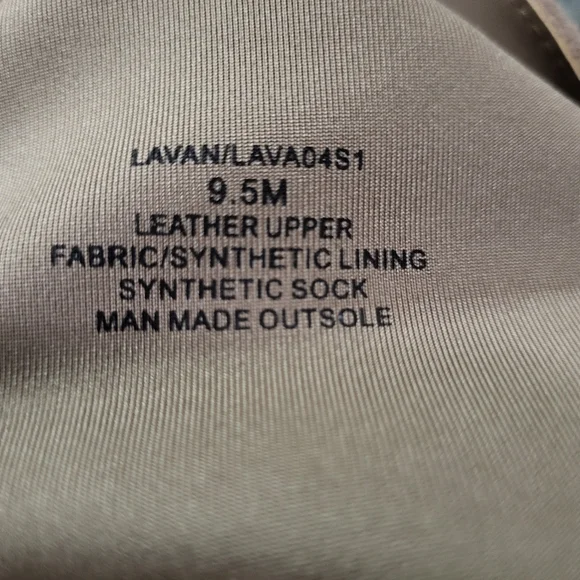 LAVAN/LAVA04S1
9.5M
LEATHER UPPER
FABRIC/SYNTHETIC LINING
SYNTHETIC SOCK
MAN MADE OUTSOLE